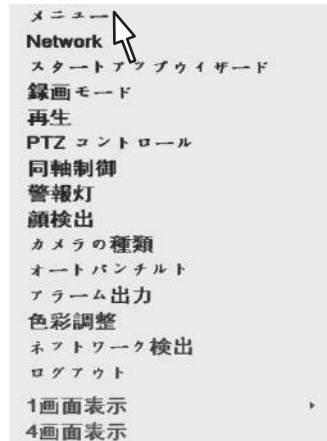 メニュー
Network
スタートアップウィザード
録画モード
再生
PTZ コントロール
同軸制御
警報灯
顔検出
カメラの種類
オートパンチルト
アラーム出力
色彩調整
ネットワーク検出
ログアウト
1画面表示
4画面表示